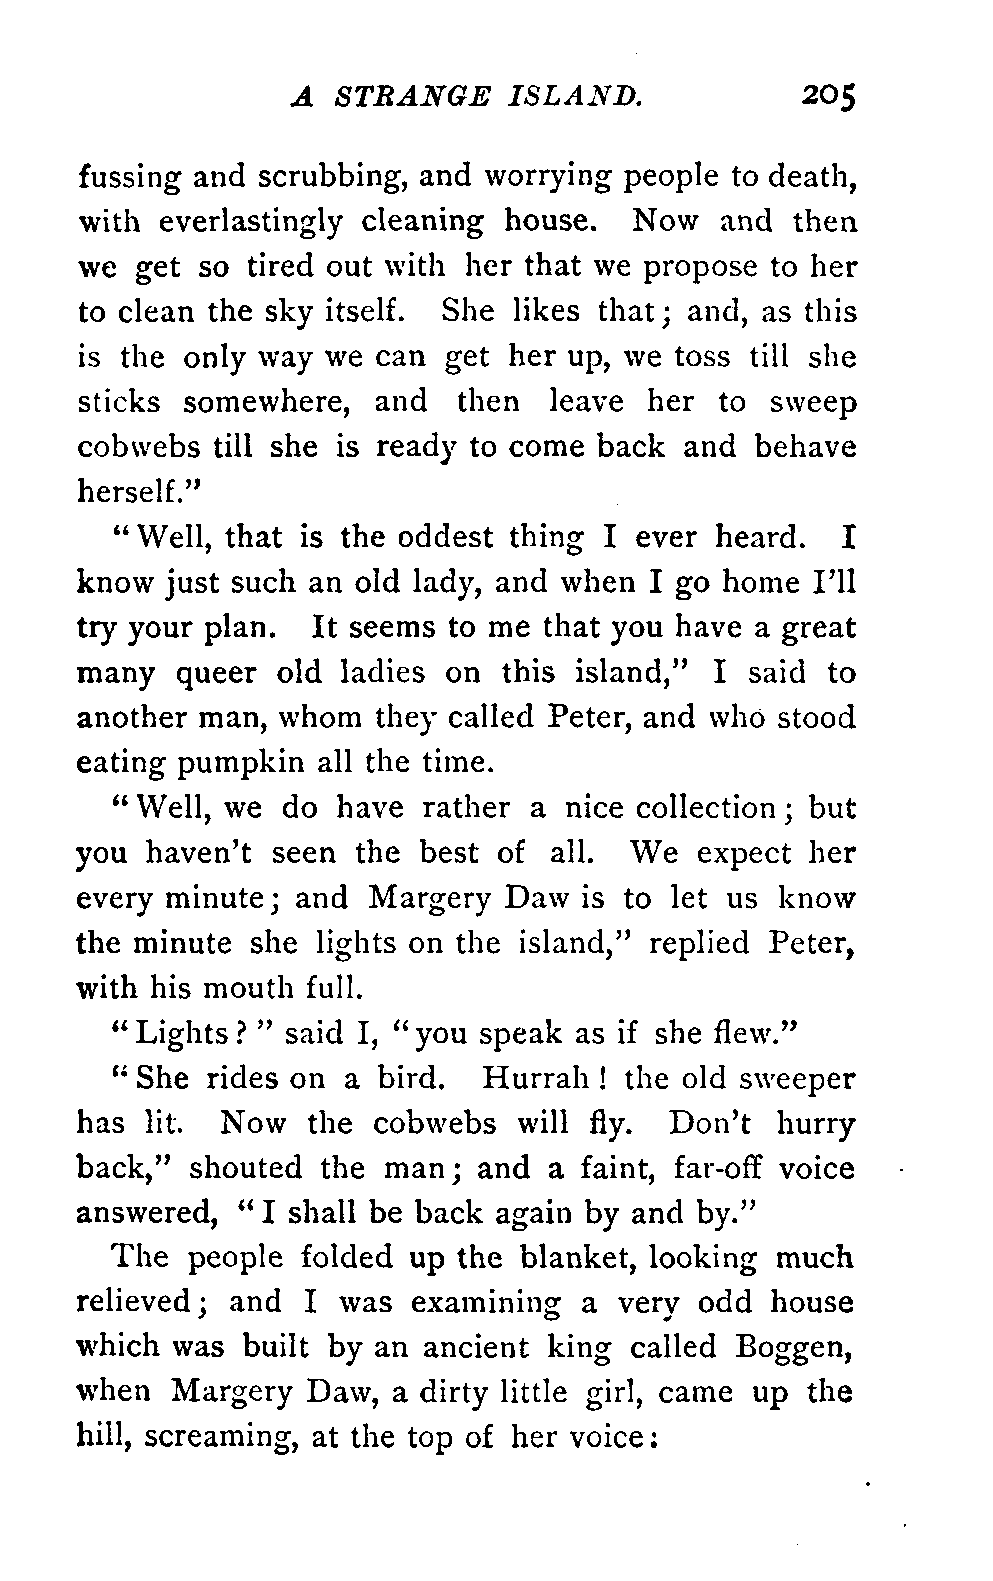 A STRANGE ISLAND. 205
fussing and scrubbing, and worrying people to death,
with everlastingly cleaning house. Now and then
we get so tired out with her that we propose to her
to clean the sky itself. She likes that; and, as this
is the only way we can get her up, we toss till she
sticks somewhere, and then leave her to sweep
cobwebs till she is ready to come back and behave
herself."
"Well, that is the oddest thing I ever heard. I
know just such an old lady, and when I go home I'll
try your plan. It seems to me that you have a great
many queer old ladies on this island," I said to
another man, whom they called Peter, and who stood
eating pumpkin all the time.
"Well, we do have rather a nice collection; but
you haven't seen the best of all. We expect her
every minute; and Margery Daw is to let us know
the minute she lights on the island," replied Peter,
with his mouth full.
"Lights?" said I, "you speak as if she flew."
"She rides on a bird. Hurrah! the old sweeper
has lit. Now the cobwebs will fly. Don't hurry
back," shouted the man; and a faint, far-off voice
answered, "I shall be back again by and by."
The people folded up the blanket, looking much
relieved; and I was examining a very odd house
which was built by an ancient king called Boggen,
when Margery Daw, a dirty little girl, came up the
hill, screaming, at the top of her voice: